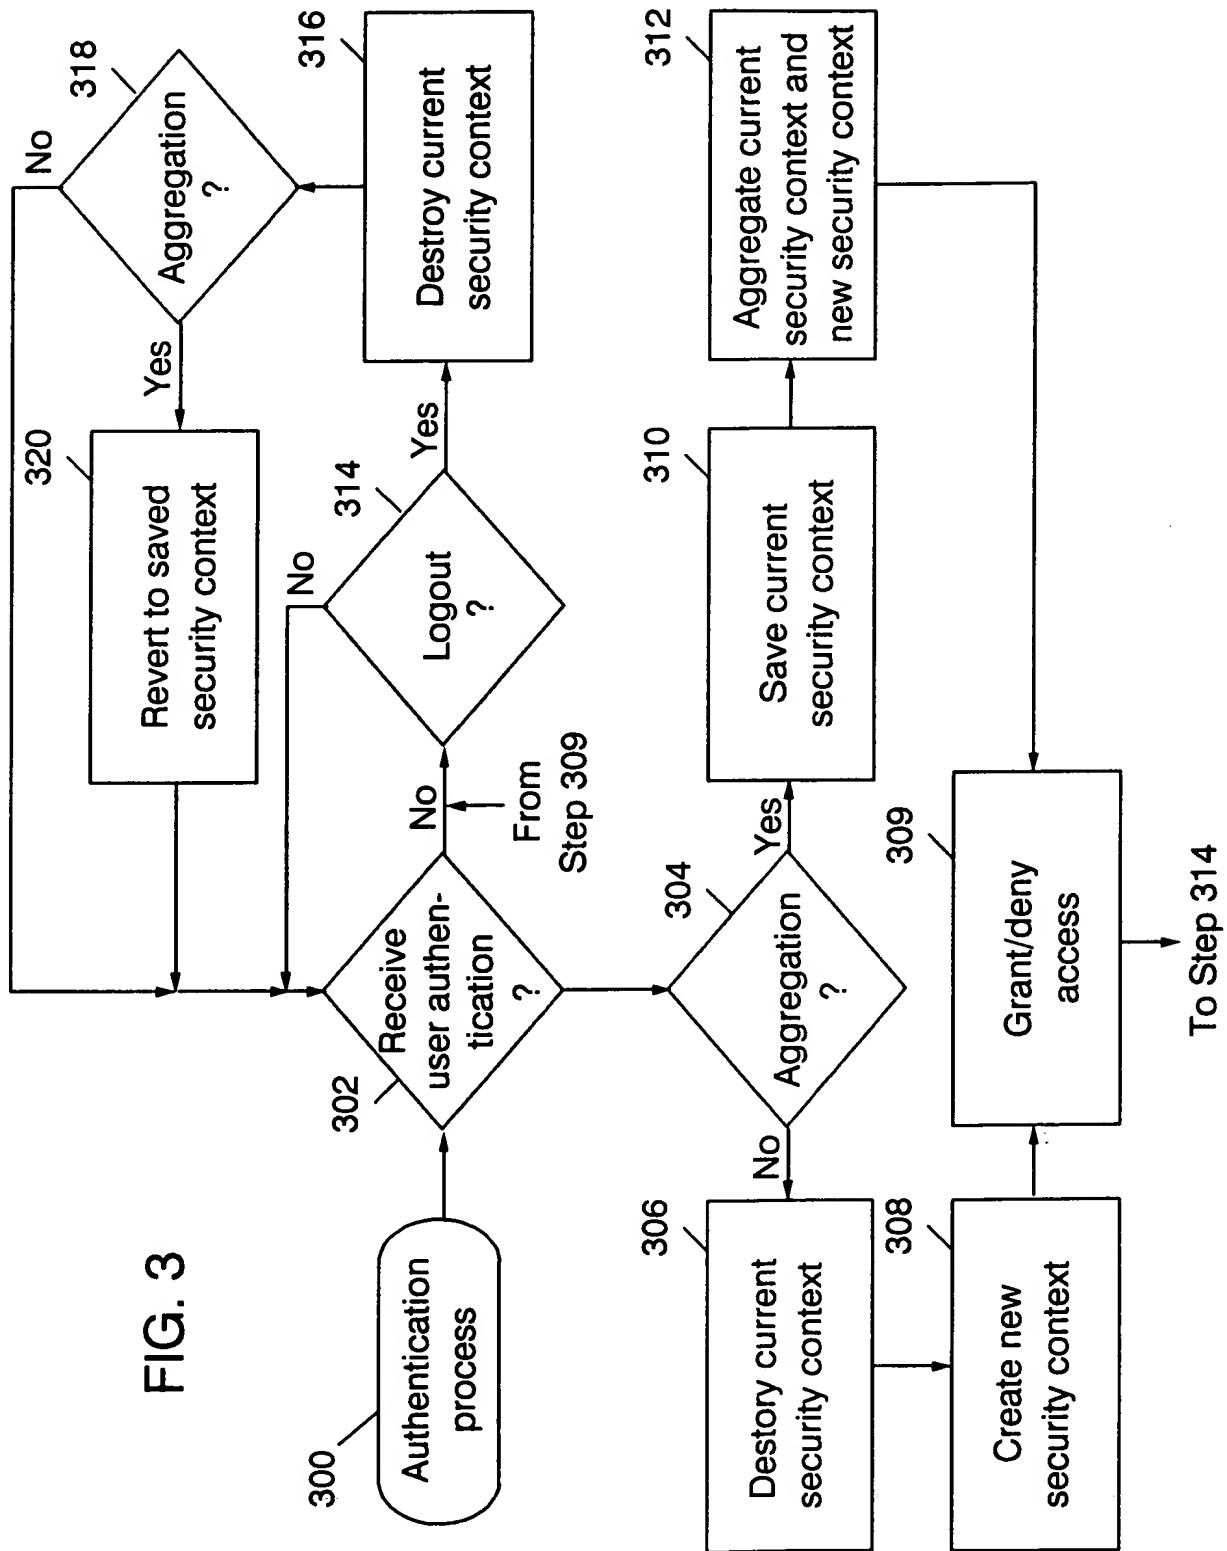 FIG. 3
300
Authentication
process
302
Receive
user authen-
tication
?
No
From
Step 309
314
Logout
?
No
Yes
316
Destroy current
security context
318
Aggregation
?
No
Yes
320
Revert to saved
security context
304
Aggregation
?
No
Yes
306
Destory current
security context
308
Create new
security context
309
Grant/deny
access
To Step 314
310
Save current
security context
312
Aggregate current
security context and
new security context